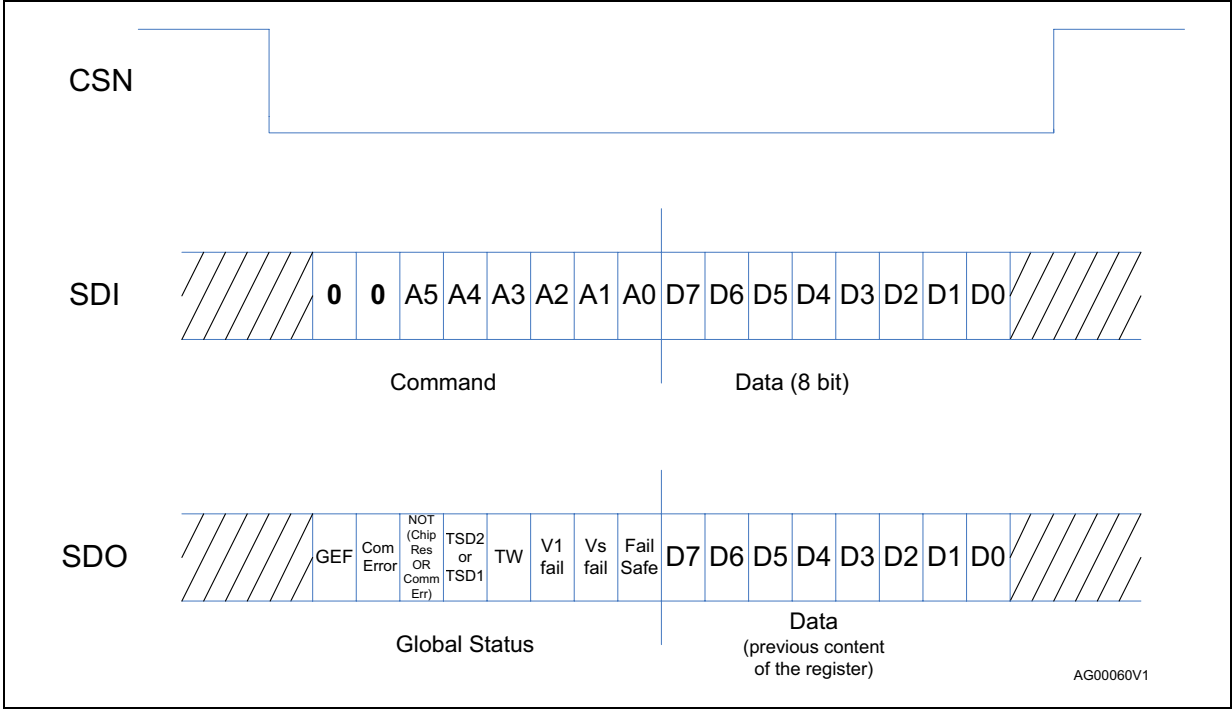 CSN
SDI
0 0 A5 A4 A3 A2 A1 A0 D7 D6 D5 D4 D3 D2 D1 D0
Command
Data (8 bit)
SDO
GEF
Com
Error
NOT
(Chip
Res
OR
Comm
Err)
TSD2
or
TSD1
TW
V1
fail
Vs
fail
Fail
Safe
D7 D6 D5 D4 D3 D2 D1 D0
Global Status
Data
(previous content
of the register)
AG00060V1